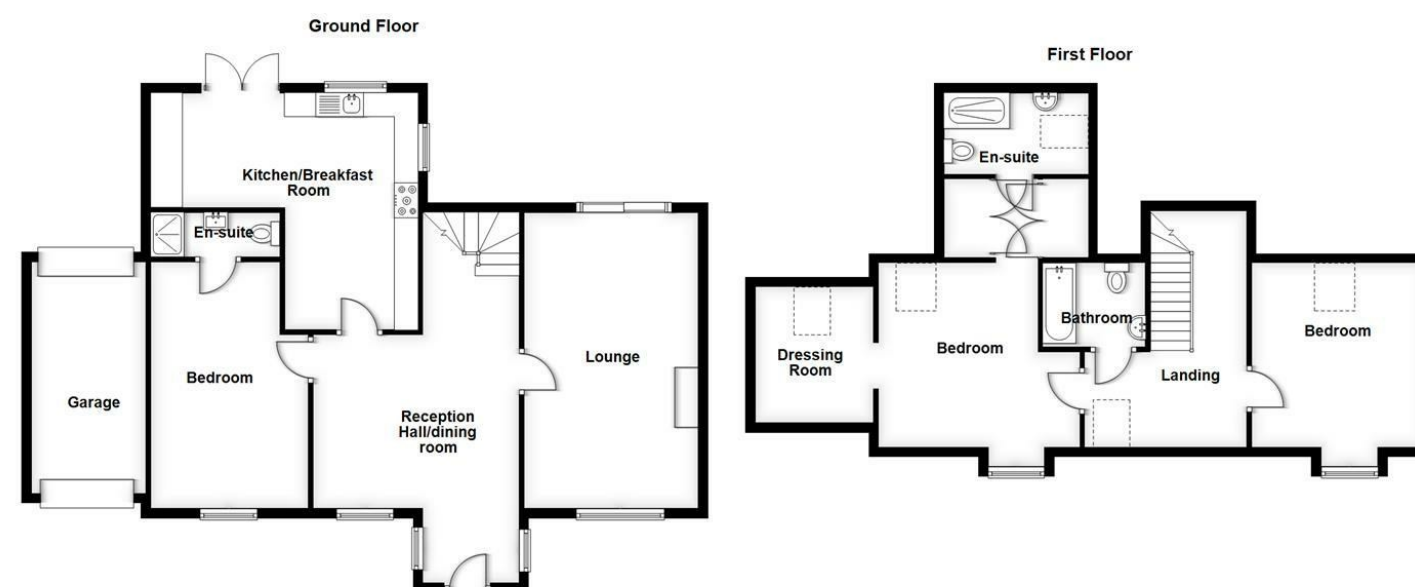 Ground Floor
Kitchen/Breakfast
Room
En-suite
Bedroom
Garage
Lounge
Reception
Hall/dining
room
First Floor
En-suite
Bathroom
Bedroom
Dressing
Room
Bedroom
Landing